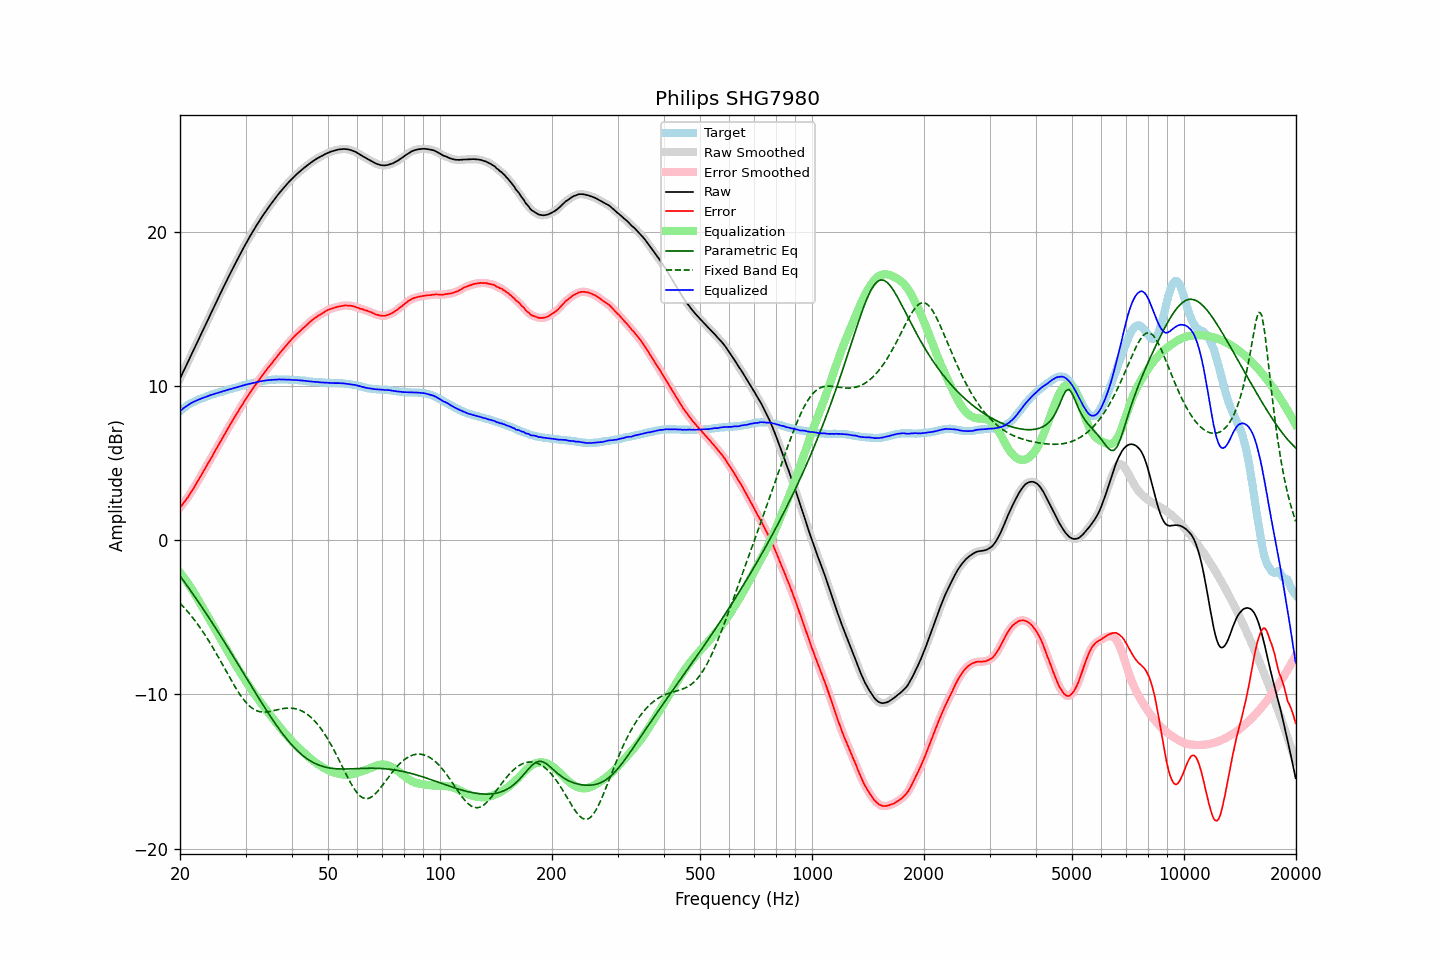 Philips SHG7980
Target
Raw Smoothed
Error Smoothed
Raw
Error
Equalization
Parametric Eq
Fixed Band Eq
Equalized
Amplitude (dBr)
20
10
0
−10
−20
20 50 100 200 500 1000 2000 5000 10000 20000
Frequency (Hz)